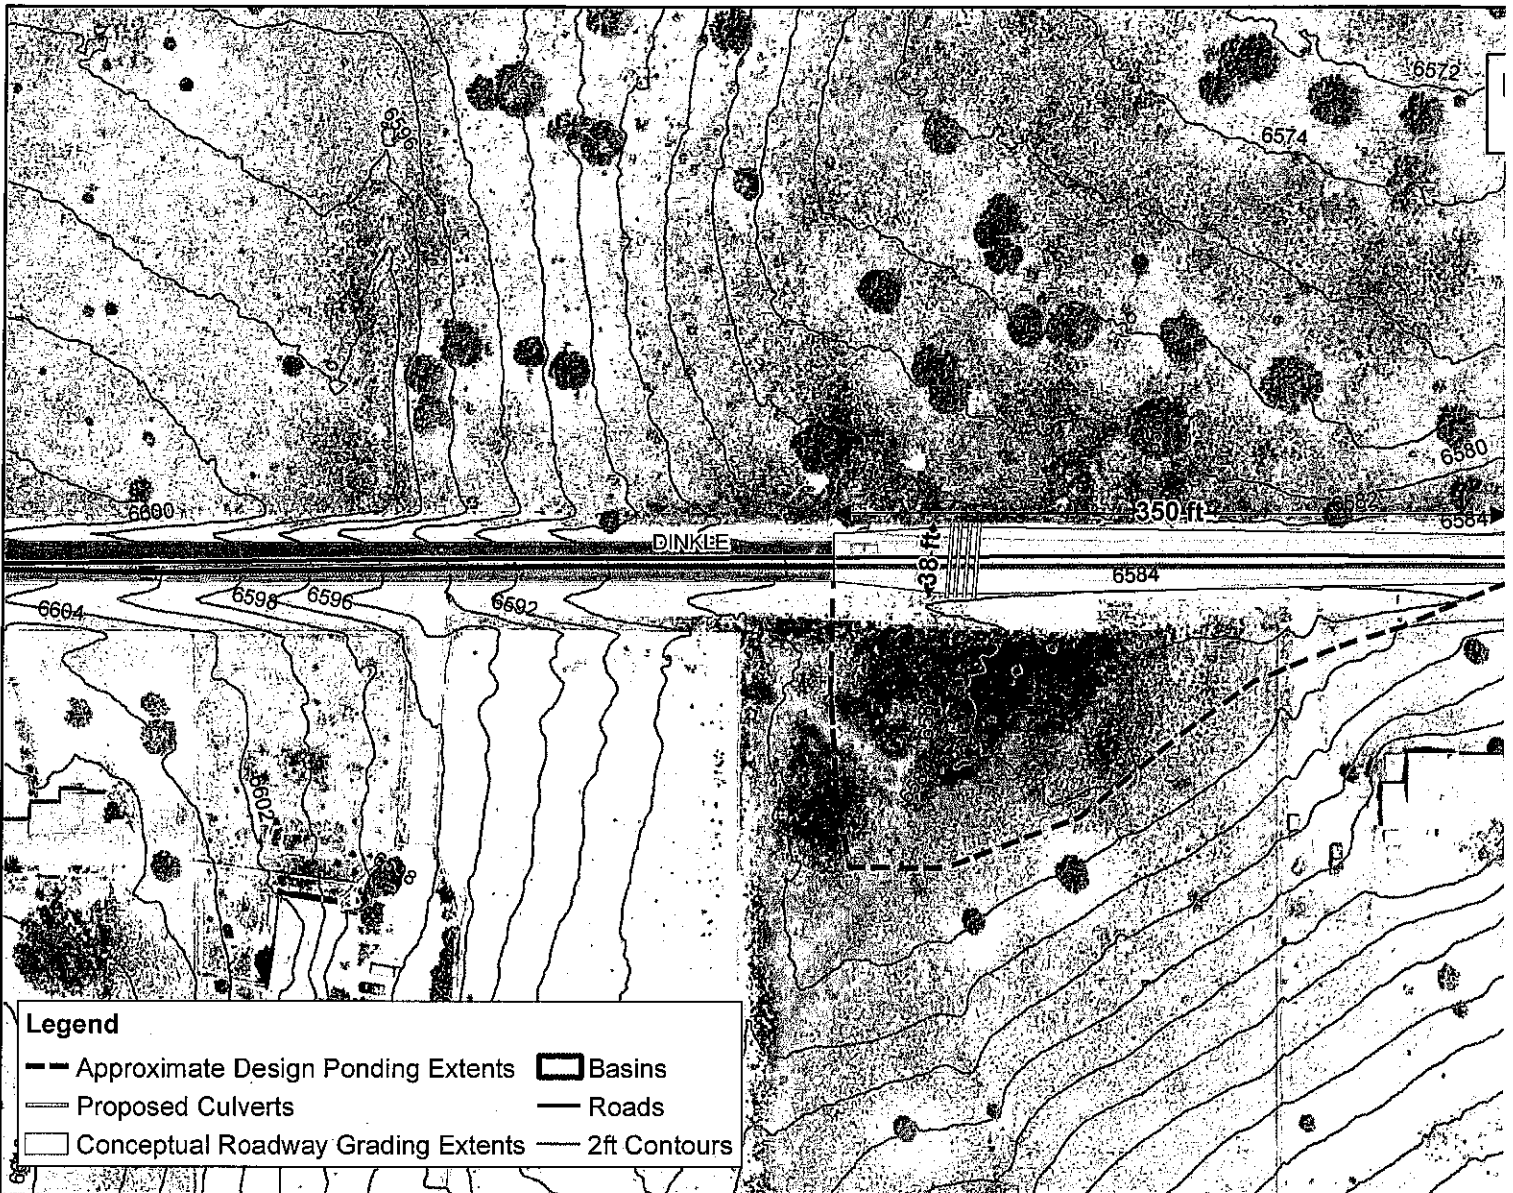 6572
6574
6596
6580
6600
350 ft
6582
6584
DINKLE
38 ft
6584
6604
6598
6596
6592
6602
Legend
Approximate Design Ponding Extents
Basins
Proposed Culverts
Roads
Conceptual Roadway Grading Extents
2ft Contours